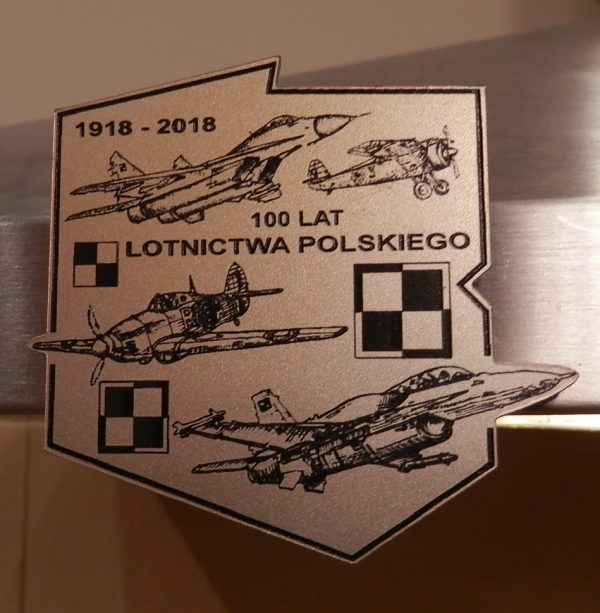 1918 - 2018
100 LAT
LOTNICTWA POLSKIEGO